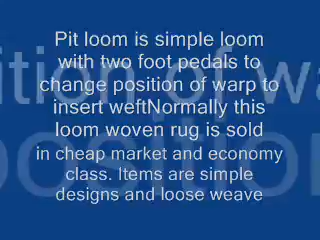 Pit loom is simple loom
with two foot pedals to
change position of warp to
insert weftNormally this
loom woven rug is sold
in cheap market and economy
class. Items are simple
designs and loose weave